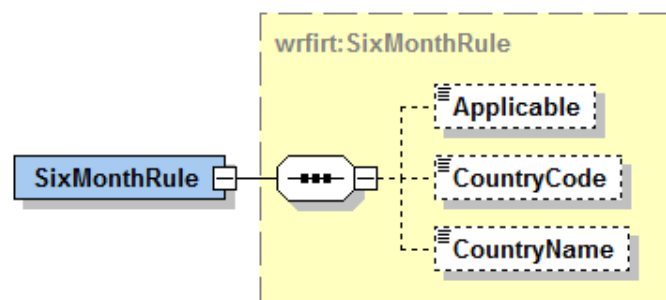 wrfirt:SixMonthRule
Applicable
SixMonthRule
CountryCode
CountryName